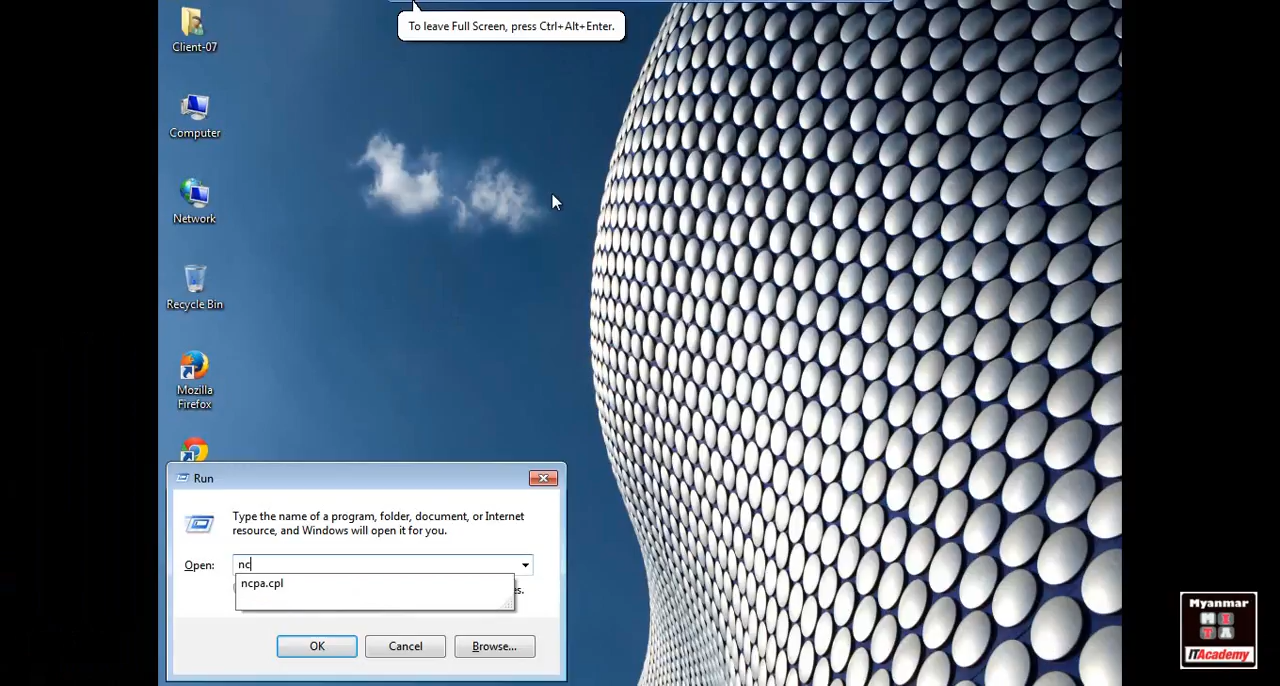 To leave Full Screen, press Ctrl+Alt+Enter.
Client-07
Computer
Network
Recycle Bin
Mozilla
Firefox
Run
Type the name of a program, folder, document, or Internet
resource, and Windows will open it for you.
Open: nc
ncpa.cpl
es.
OK Cancel Browse...
Myanmar
M I
T A
ITAcademy